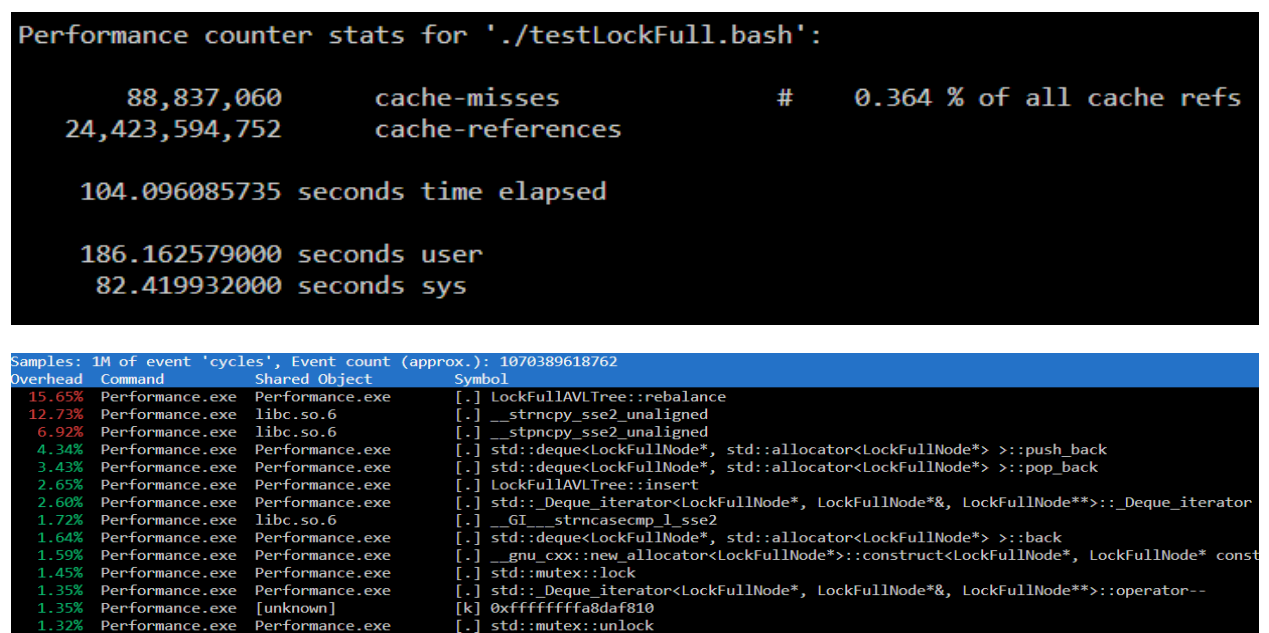 Performance counter stats for './testLockFull.bash':
88,837,060 cache-misses # 0.364 % of all cache refs
24,423,594,752 cache-references
104.096085735 seconds time elapsed
186.162579000 seconds user
82.419932000 seconds sys
Samples: 1M of event 'cycles', Event count (approx.): 1070389618762
Overhead Command Shared Object Symbol
15.65% Performance.exe Performance.exe [.] LockFullAVLTree::rebalance
12.73% Performance.exe libc.so.6 [.] __strncpy_sse2_unaligned
6.92% Performance.exe libc.so.6 [.] __stpncpy_sse2_unaligned
4.34% Performance.exe Performance.exe [.] std::deque<LockFullNode*, std::allocator<LockFullNode*> >::push_back
3.43% Performance.exe Performance.exe [.] std::deque<LockFullNode*, std::allocator<LockFullNode*> >::pop_back
2.65% Performance.exe Performance.exe [.] LockFullAVLTree::insert
2.60% Performance.exe Performance.exe [.] std::_Deque_iterator<LockFullNode*, LockFullNode*&, LockFullNode**>::_Deque_iterator
1.72% Performance.exe libc.so.6 [.] __GI___strncasecmp_l_sse2
1.64% Performance.exe Performance.exe [.] std::deque<LockFullNode*, std::allocator<LockFullNode*> >::back
1.59% Performance.exe Performance.exe [.] __gnu_cxx::new_allocator<LockFullNode*>::construct<LockFullNode*, LockFullNode* const
1.45% Performance.exe Performance.exe [.] std::mutex::lock
1.35% Performance.exe Performance.exe [.] std::_Deque_iterator<LockFullNode*, LockFullNode*&, LockFullNode**>::operator--
1.35% Performance.exe [unknown] [k] 0xffffffffa8daf810
1.32% Performance.exe Performance.exe [.] std::mutex::unlock